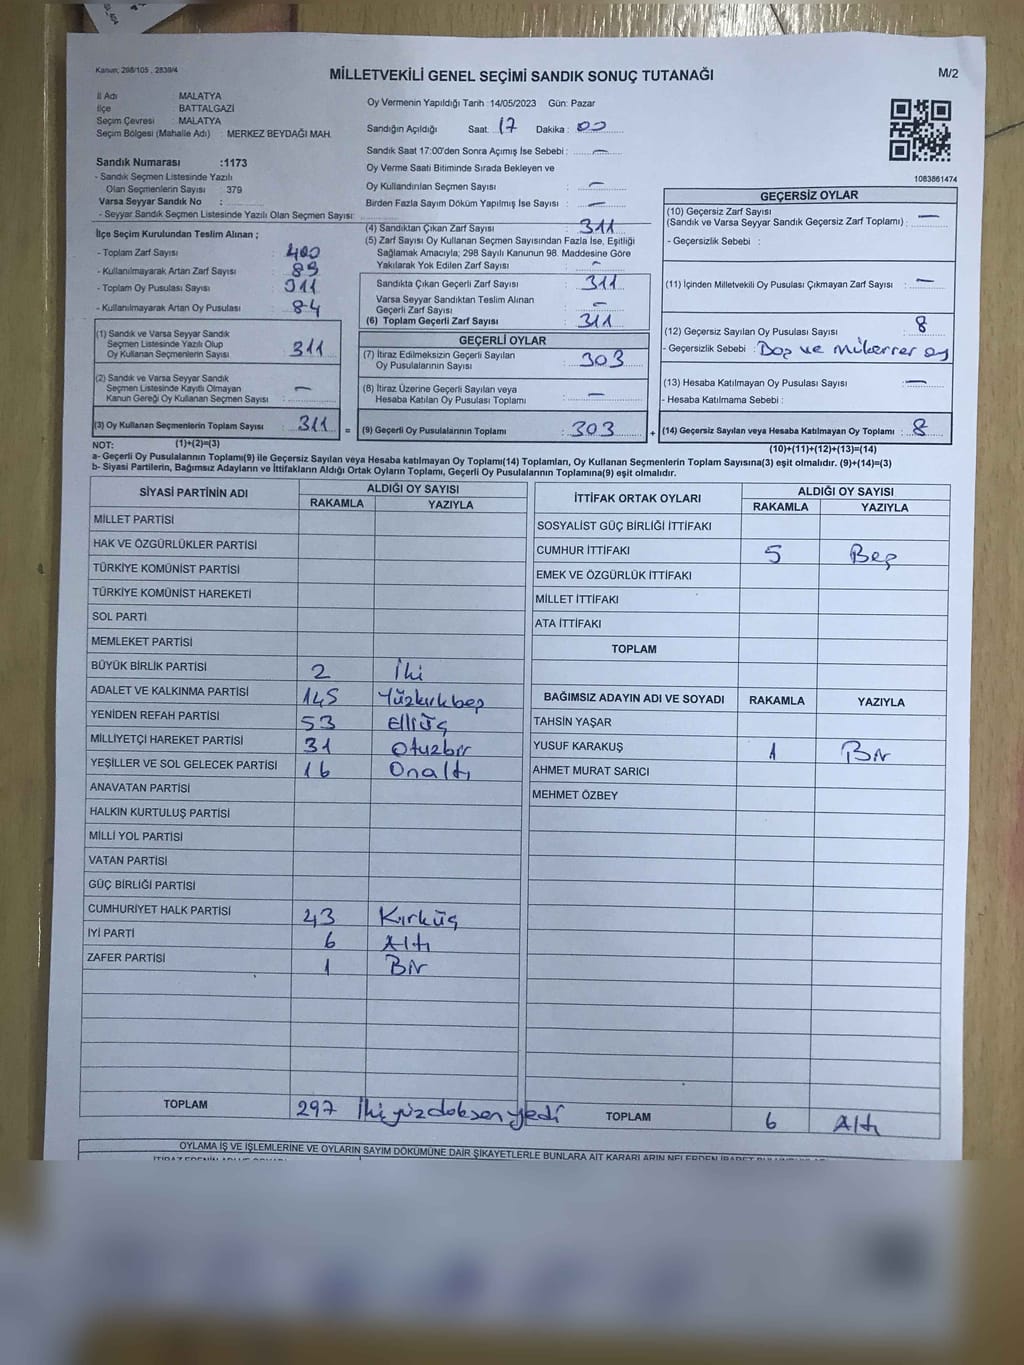 Kanun; 298/105 , 2839/4
MİLLETVEKİLİ GENEL SEÇİMİ SANDIK SONUÇ TUTANAĞI
M/2
İl Adı : MALATYA
İlçe : BATTALGAZİ
Seçim Çevresi : MALATYA
Seçim Bölgesi (Mahalle Adı) : MERKEZ BEYDAĞI MAH.
Sandık Numarası :1173
- Sandık Seçmen Listesinde Yazılı
Olan Seçmenlerin Sayısı 379
Varsa Seyyar Sandık No :
- Seyyar Sandık Seçmen Listesinde Yazılı Olan Seçmen Sayısı:
İlçe Seçim Kurulundan Teslim Alınan ;
- Toplam Zarf Sayısı : 400
- Kullanılmayarak Artan Zarf Sayısı : 89
- Toplam Oy Pusulası Sayısı : 311
- Kullanılmayarak Artan Oy Pusulası : 84
(1) Sandık ve Varsa Seyyar Sandık
Seçmen Listesinde Yazılı Olup
Oy Kullanan Seçmenlerin Sayısı 311
(2) Sandık ve Varsa Seyyar Sandık
Seçmen Listesinde Kayıtlı Olmayan
Kanun Gereği Oy Kullanan Seçmen Sayısı : —
(3) Oy Kullanan Seçmenlerin Toplam Sayısı : 311 =
Oy Vermenin Yapıldığı Tarih : 14/05/2023 Gün: Pazar
Sandığın Açıldığı Saat: 17 Dakika : 00
Sandık Saat 17:00'den Sonra Açımış İse Sebebi : —
Oy Verme Saati Bitiminde Sırada Bekleyen ve
Oy Kullandırılan Seçmen Sayısı : —
Birden Fazla Sayım Döküm Yapılmış İse Sayısı : —
(4) Sandıktan Çıkan Zarf Sayısı : 311
(5) Zarf Sayısı Oy Kullanan Seçmen Sayısından Fazla İse, Eşitliği
Sağlamak Amacıyla; 298 Sayılı Kanunun 98. Maddesine Göre
Yakılarak Yok Edilen Zarf Sayısı : —
Sandıkta Çıkan Geçerli Zarf Sayısı : 311
Varsa Seyyar Sandıktan Teslim Alınan
Geçerli Zarf Sayısı : —
(6) Toplam Geçerli Zarf Sayısı : 311
GEÇERLİ OYLAR
(7) İtiraz Edilmeksizin Geçerli Sayılan
Oy Pusulalarının Sayısı : 303
(8) İtiraz Üzerine Geçerli Sayılan veya
Hesaba Katılan Oy Pusulası Toplamı : —
(9) Geçerli Oy Pusulalarının Toplamı : 303 +
1083861474
GEÇERSİZ OYLAR
(10) Geçersiz Zarf Sayısı
(Sandık ve Varsa Seyyar Sandık Geçersiz Zarf Toplamı) : —
- Geçersizlik Sebebi :
(11) İçinden Milletvekili Oy Pusulası Çıkmayan Zarf Sayısı : —
(12) Geçersiz Sayılan Oy Pusulası Sayısı : 8
- Geçersizlik Sebebi : Boş ve Mükerrer oy
(13) Hesaba Katılmayan Oy Pusulası Sayısı : —
- Hesaba Katılmama Sebebi :
(14) Geçersiz Sayılan veya Hesaba Katılmayan Oy Toplamı : 8
NOT: (1)+(2)=(3) (10)+(11)+(12)+(13)=(14)
a- Geçerli Oy Pusulalarının Toplamı(9) ile Geçersiz Sayılan veya Hesaba katılmayan Oy Toplamı(14) Toplamları, Oy Kullanan Seçmenlerin Toplam Sayısına(3) eşit olmalıdır. (9)+(14)=(3)
b- Siyasi Partilerin, Bağımsız Adayların ve İttifakların Aldığı Ortak Oyların Toplamı, Geçerli Oy Pusulalarının Toplamına(9) eşit olmalıdır.
SİYASİ PARTİNİN ADI ALDIĞI OY SAYISI
RAKAMLA YAZIYLA
MİLLET PARTİSİ
HAK VE ÖZGÜRLÜKLER PARTİSİ
TÜRKİYE KOMÜNİST PARTİSİ
TÜRKİYE KOMÜNİST HAREKETİ
SOL PARTİ
MEMLEKET PARTİSİ
BÜYÜK BİRLİK PARTİSİ 2 İki
ADALET VE KALKINMA PARTİSİ 145 Yüzkırkbeş
YENİDEN REFAH PARTİSİ 53 Elliüç
MİLLİYETÇİ HAREKET PARTİSİ 31 Otuzbir
YEŞİLLER VE SOL GELECEK PARTİSİ 16 Onaltı
ANAVATAN PARTİSİ
HALKIN KURTULUŞ PARTİSİ
MİLLİ YOL PARTİSİ
VATAN PARTİSİ
GÜÇ BİRLİĞİ PARTİSİ
CUMHURİYET HALK PARTİSİ 43 Kırküç
İYİ PARTİ 6 Altı
ZAFER PARTİSİ 1 Bir
TOPLAM 297 İkiyüzdoksenyedi
İTTİFAK ORTAK OYLARI ALDIĞI OY SAYISI
RAKAMLA YAZIYLA
SOSYALİST GÜÇ BİRLİĞİ İTTİFAKI
CUMHUR İTTİFAKI 5 Beş
EMEK VE ÖZGÜRLÜK İTTİFAKI
MİLLET İTTİFAKI
ATA İTTİFAKI
TOPLAM
BAĞIMSIZ ADAYIN ADI VE SOYADI RAKAMLA YAZIYLA
TAHSİN YAŞAR
YUSUF KARAKUŞ 1 Bir
AHMET MURAT SARICI
MEHMET ÖZBEY
TOPLAM 6 Altı
OYLAMA İŞ VE İŞLEMLERİNE VE OYLARIN SAYIM DÖKÜMÜNE DAİR ŞİKAYETLERLE BUNLARA AİT KARARLARIN NELERDEN İBARET